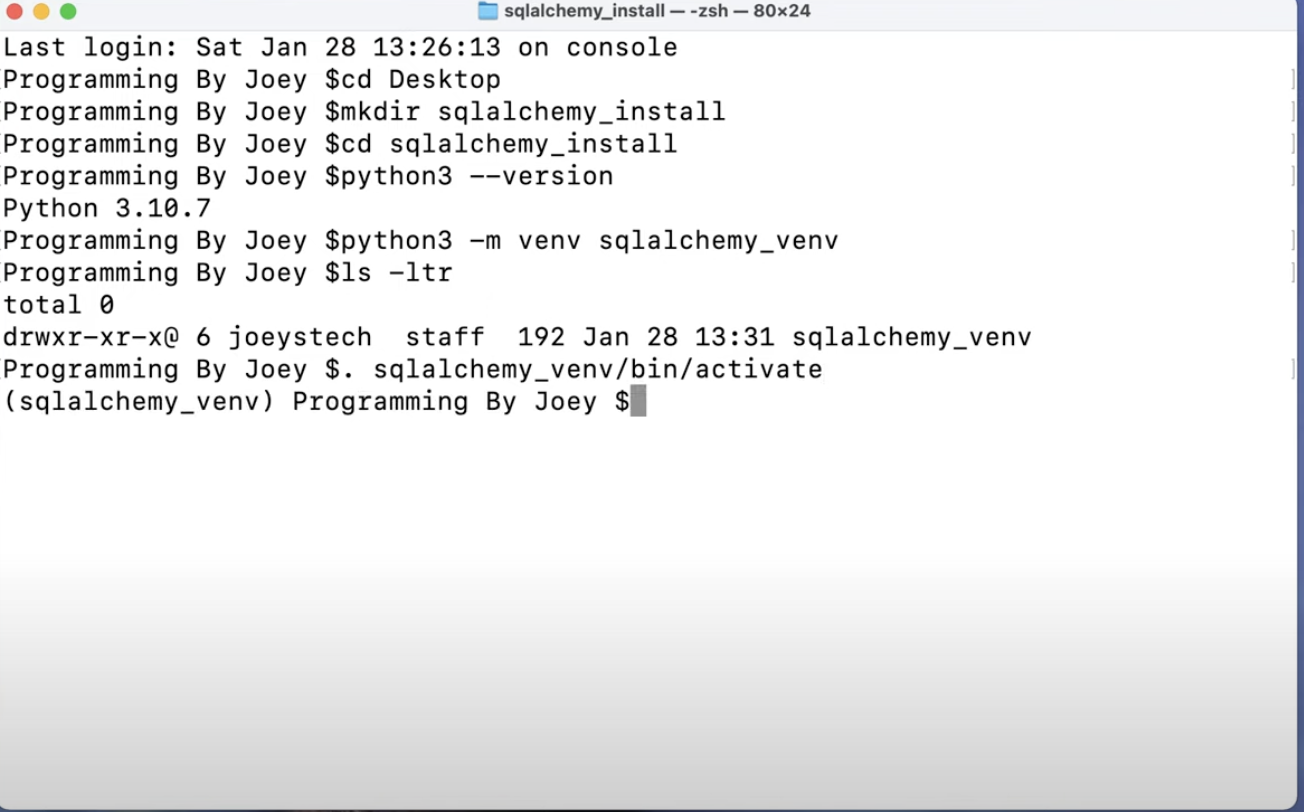 sqlalchemy_install — -zsh — 80×24
Last login: Sat Jan 28 13:26:13 on console
Programming By Joey $cd Desktop
Programming By Joey $mkdir sqlalchemy_install
Programming By Joey $cd sqlalchemy_install
Programming By Joey $python3 --version
Python 3.10.7
Programming By Joey $python3 -m venv sqlalchemy_venv
Programming By Joey $ls -ltr
total 0
drwxr-xr-x@ 6 joeystech  staff  192 Jan 28 13:31 sqlalchemy_venv
Programming By Joey $. sqlalchemy_venv/bin/activate
(sqlalchemy_venv) Programming By Joey $